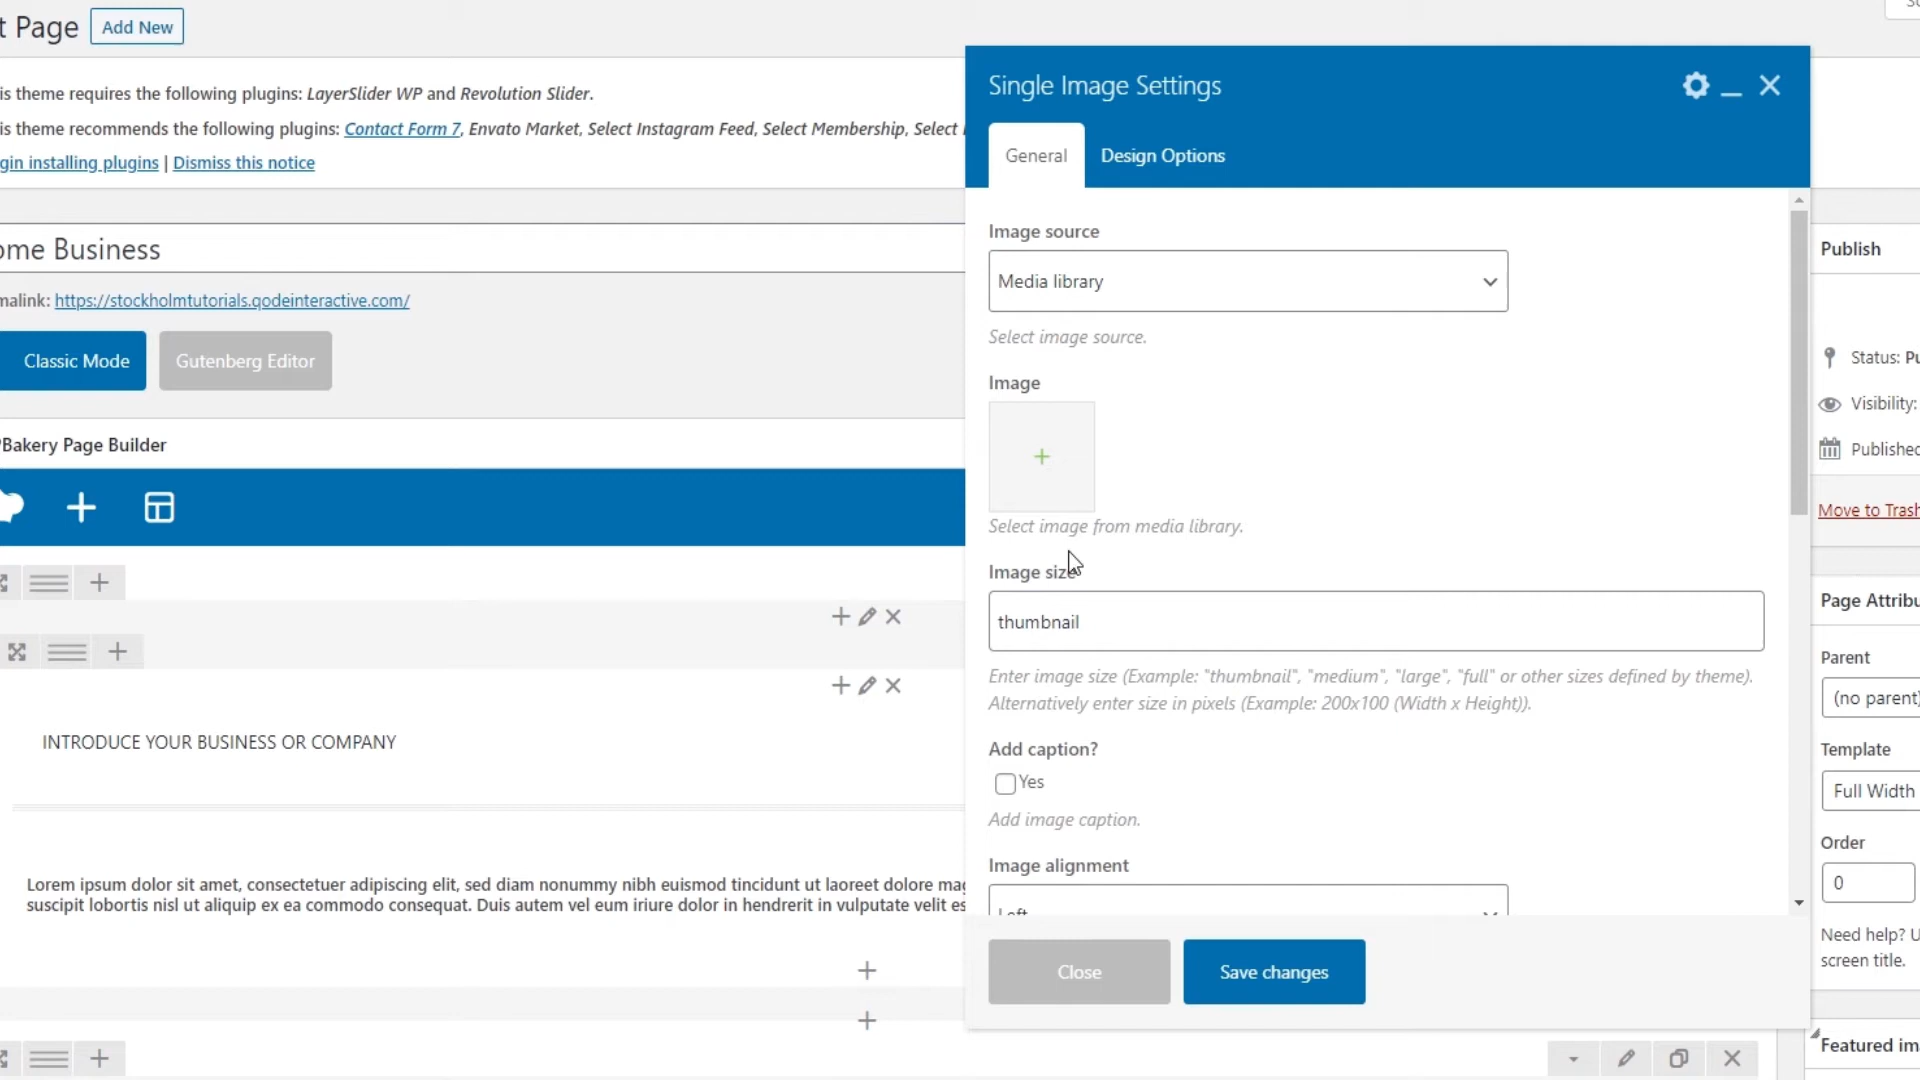 t Page Add New
is theme requires the following plugins: LayerSlider WP and Revolution Slider.
is theme recommends the following plugins: Contact Form 7, Envato Market, Select Instagram Feed, Select Membership, Select
gin installing plugins | Dismiss this notice
ome Business
malink: https://stockholmtutorials.qodeinteractive.com/
Classic Mode Gutenberg Editor
Bakery Page Builder
INTRODUCE YOUR BUSINESS OR COMPANY
Lorem ipsum dolor sit amet, consectetuer adipiscing elit, sed diam nonummy nibh euismod tincidunt ut laoreet dolore mag
suscipit lobortis nisl ut aliquip ex ea commodo consequat. Duis autem vel eum iriure dolor in hendrerit in vulputate velit es
Single Image Settings
General Design Options
Image source
Media library
Select image source.
Image
Select image from media library.
Image size
thumbnail
Enter image size (Example: "thumbnail", "medium", "large", "full" or other sizes defined by theme).
Alternatively enter size in pixels (Example: 200x100 (Width x Height)).
Add caption?
Yes
Add image caption.
Image alignment
Left
Close Save changes
Publish
Status: Pu
Visibility:
Published
Move to Trash
Page Attribu
Parent
(no parent)
Template
Full Width
Order
0
Need help? U
screen title.
Featured im